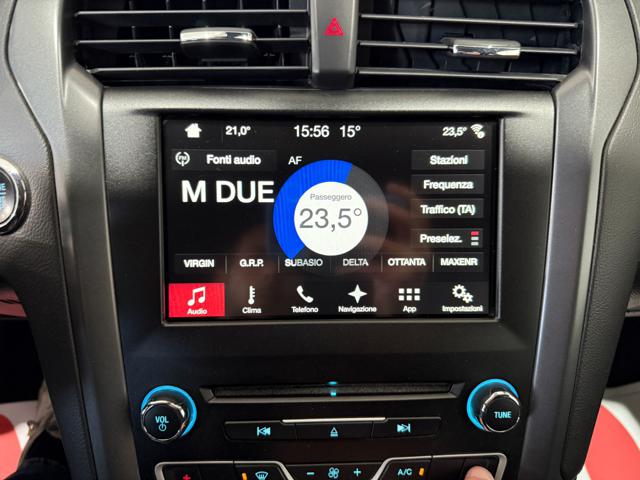 21,0° 15:56 15° 23,5°
Fonti audio AF Stazioni
Frequenza
M DUE
Passeggero
23,5°
Traffico (TA)
Preselez.
VIRGIN G.R.P. SUBASIO DELTA OTTANTA MAXENR
Audio Clima Telefono Navigazione App Impostazioni
VOL
TUNE
A/C